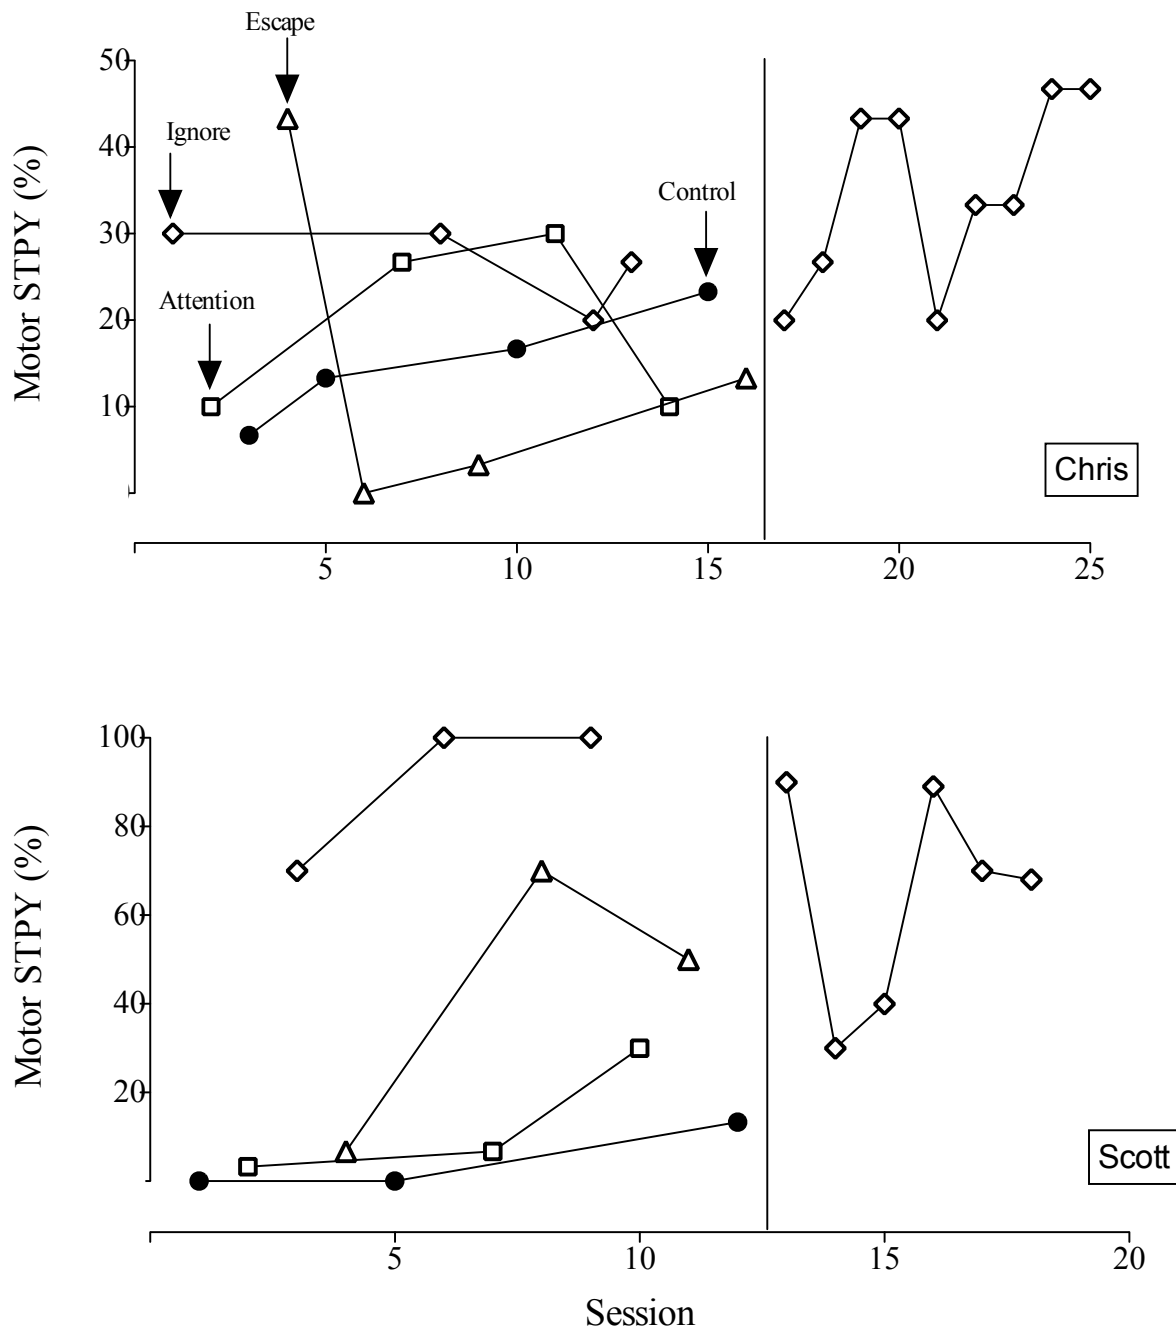 Escape
50
Ignore
40
Control
30
Attention
20
10
Motor STPY (%)
Chris
5 10 15 20 25
100
80
60
40
20
Motor STPY (%)
Scott
5 10 15 20
Session